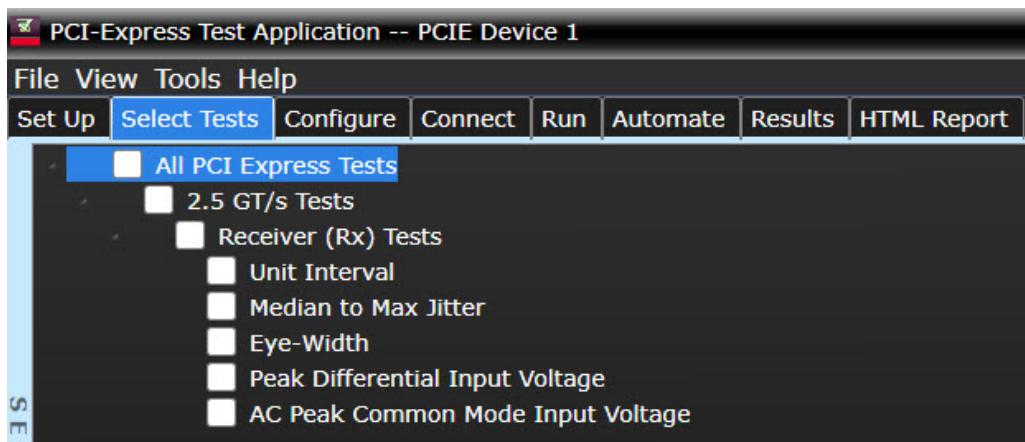 PCI-Express Test Application -- PCIE Device 1
File View Tools Help
Set Up Select Tests Configure Connect Run Automate Results HTML Report
All PCI Express Tests
2.5 GT/s Tests
Receiver (Rx) Tests
Unit Interval
Median to Max Jitter
Eye-Width
Peak Differential Input Voltage
AC Peak Common Mode Input Voltage
S E